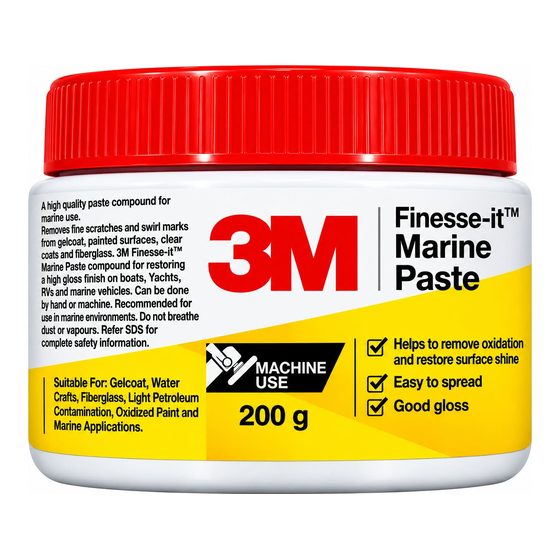 A high quality paste compound for
marine use.
Removes fine scratches and swirl marks
from gelcoat, painted surfaces, clear
coats and fiberglass. 3M Finesse-it™
Marine Paste compound for restoring
a high gloss finish on boats, Yachts,
RVs and marine vehicles. Can be done
by hand or machine. Recommended for
use in marine environments. Do not breathe
dust or vapours. Refer SDS for
complete safety information.
Suitable For: Gelcoat, Water
Crafts, Fiberglass, Light Petroleum
Contamination, Oxidized Paint and
Marine Applications.
3M
MACHINE
USE
200 g
Finesse-it™
Marine
Paste
Helps to remove oxidation
and restore surface shine
Easy to spread
Good gloss